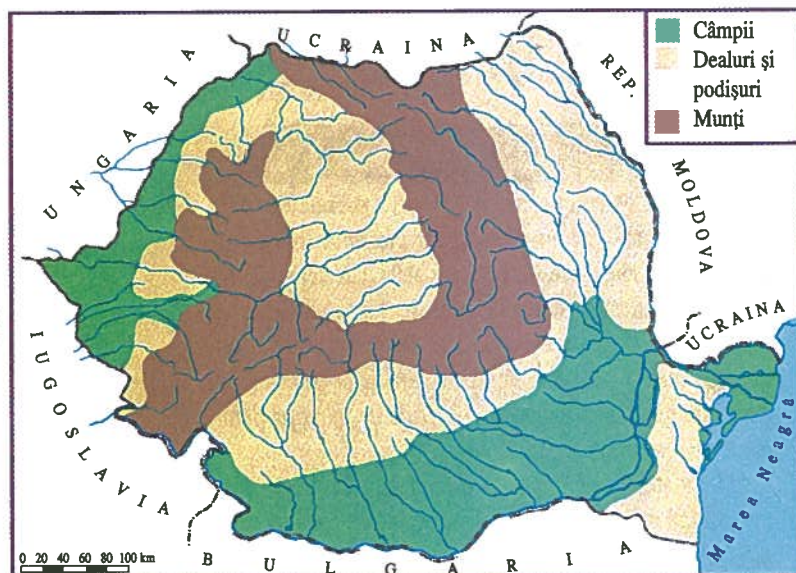 UCRAINA
Câmpii
Dealuri și
podișuri
Munți
UNGARIA
REP.
MOLDOVA
UCRAINA
IUGOSLAVIA
Marea Neagra
BULGARIA
0 20 40 60 80 100 km